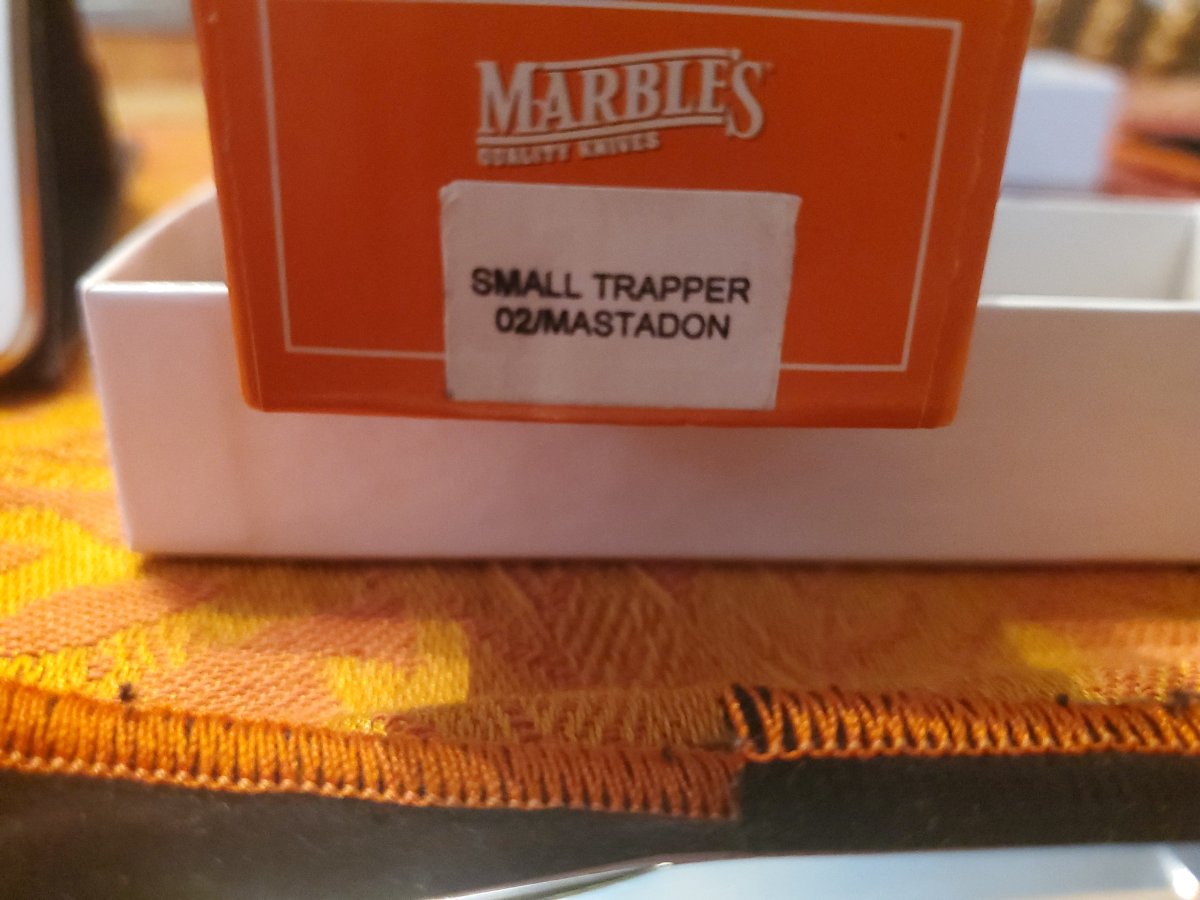 MARBLE'S
QUALITY KNIVES
SMALL TRAPPER
02/MASTADON